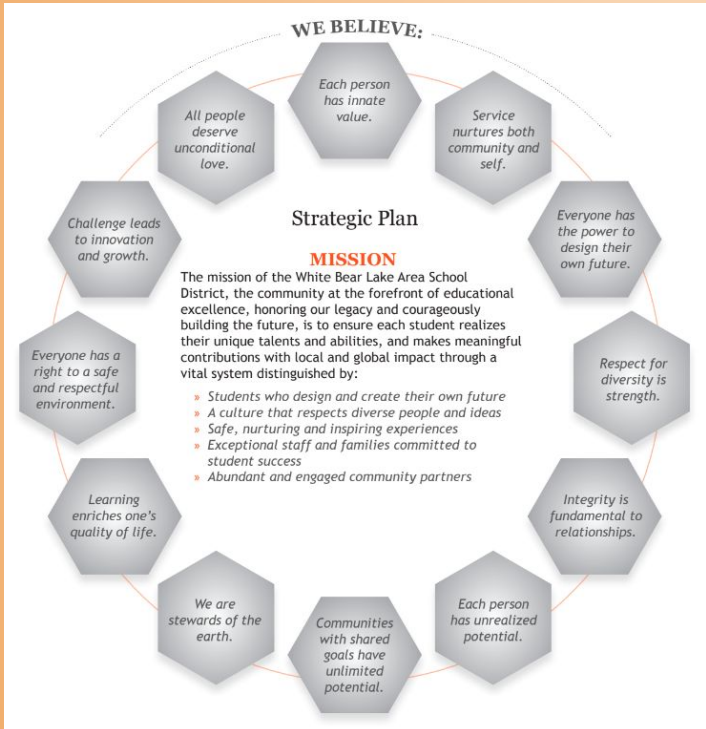 WE BELIEVE:
Each person
has innate
value.
Service
nurtures both
community and
self.
Everyone has
the power to
design their
own future.
Respect for
diversity is
strength.
Integrity is
fundamental to
relationships.
Each person
has unrealized
potential.
Communities
with shared
goals have
unlimited
potential.
We are
stewards of the
earth.
Learning
enriches one's
quality of life.
Everyone has a
right to a safe
and respectful
environment.
Challenge leads
to innovation
and growth.
All people
deserve
unconditional
love.
Strategic Plan
MISSION
The mission of the White Bear Lake Area School
District, the community at the forefront of educational
excellence, honoring our legacy and courageously
building the future, is to ensure each student realizes
their unique talents and abilities, and makes meaningful
contributions with local and global impact through a
vital system distinguished by:
» Students who design and create their own future
» A culture that respects diverse people and ideas
» Safe, nurturing and inspiring experiences
» Exceptional staff and families committed to
student success
» Abundant and engaged community partners